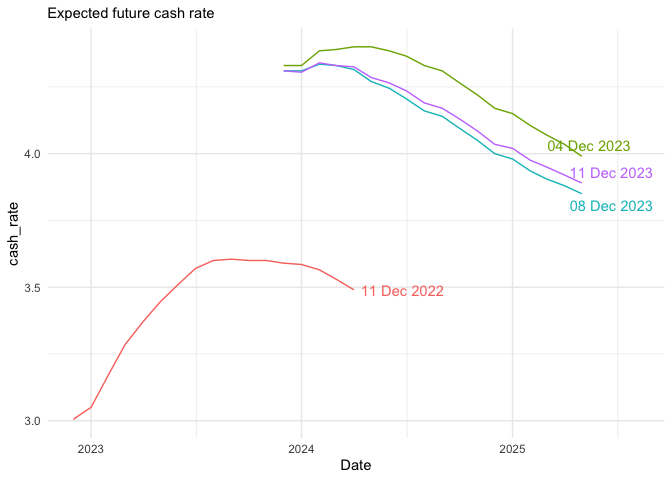 Expected future cash rate
cash_rate
4.0
3.5
3.0
04 Dec 2023
11 Dec 2023
08 Dec 2023
11 Dec 2022
2023
2024
2025
Date